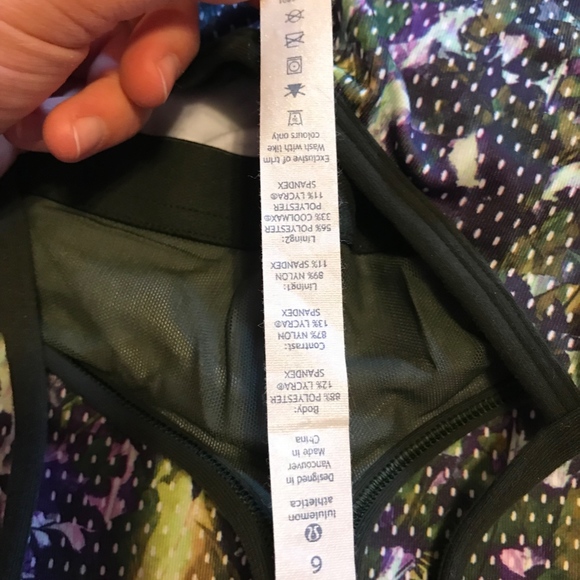 6
lululemon
athletica
Designed in
Vancouver
Made in
China
Body:
88% POLYESTER
12% LYCRA®
SPANDEX
Contrast:
87% NYLON
13% LYCRA®
SPANDEX
Lining1:
89% NYLON
11% SPANDEX
Lining2:
56% POLYESTER
33% COOLMAX®
POLYESTER
11% LYCRA®
SPANDEX
Exclusive of trim
Wash with like
colours only